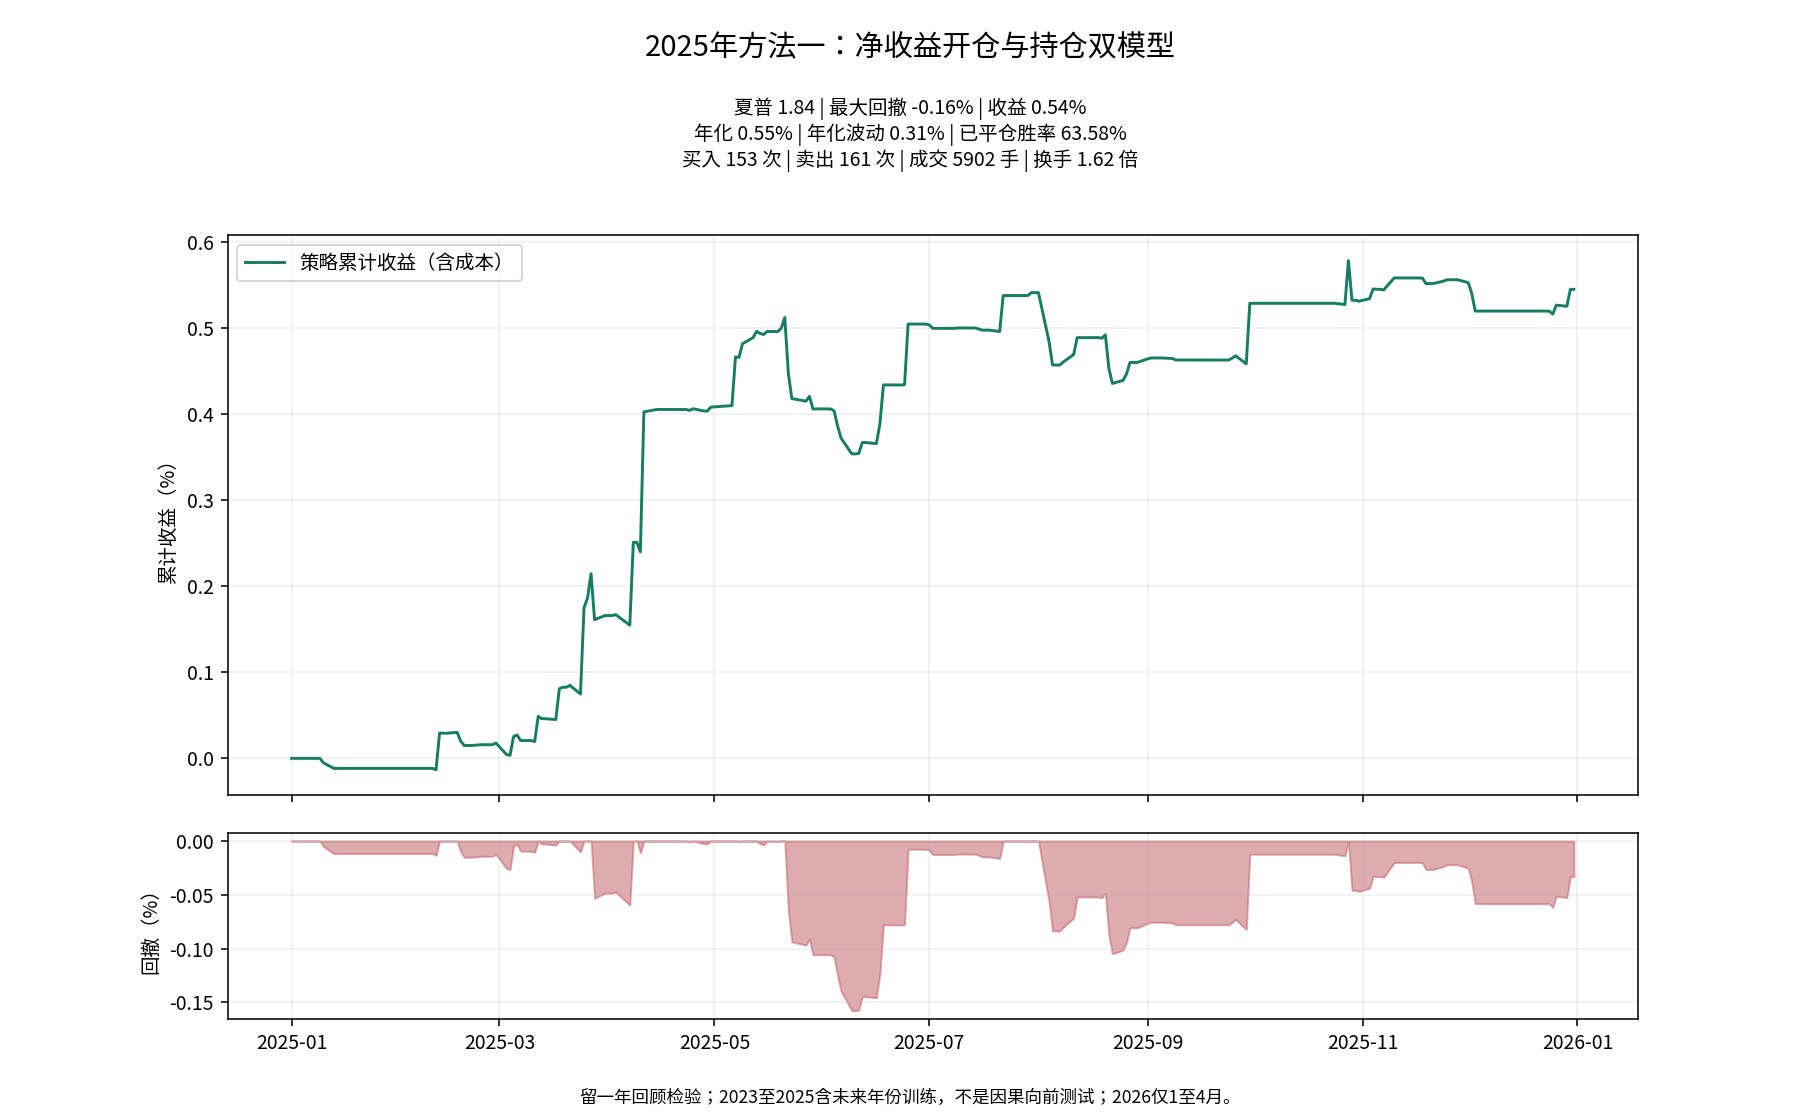 2025年方法一：净收益开仓与持仓双模型
夏普 1.84 | 最大回撤 -0.16% | 收益 0.54%
年化 0.55% | 年化波动 0.31% | 已平仓胜率 63.58%
买入 153 次 | 卖出 161 次 | 成交 5902 手 | 换手 1.62 倍
策略累计收益（含成本）
累计收益（%）
0.6
0.5
0.4
0.3
0.2
0.1
0.0
回撤（%）
0.00
-0.05
-0.10
-0.15
2025-01
2025-03
2025-05
2025-07
2025-09
2025-11
2026-01
留一年回顾检验；2023至2025含未来年份训练，不是因果向前测试；2026仅1至4月。